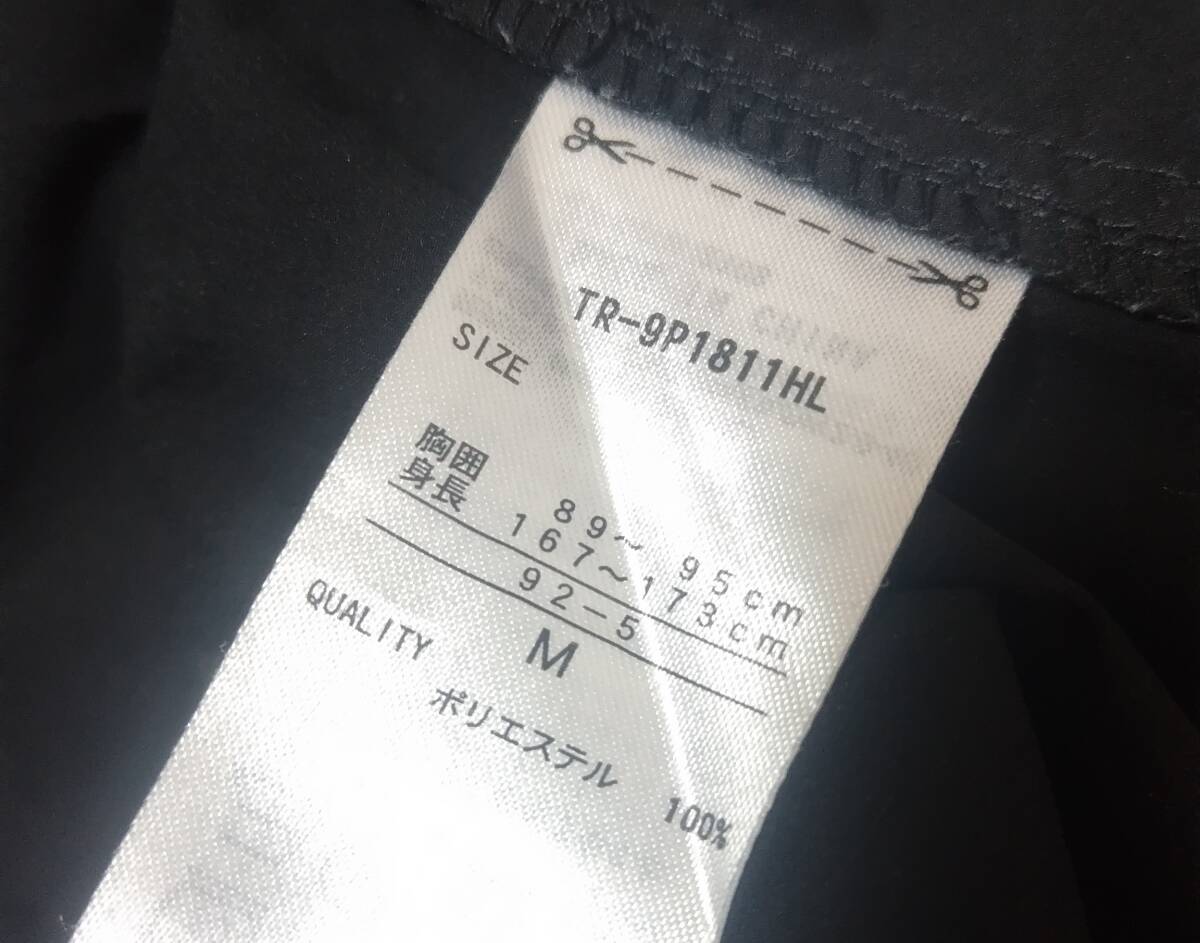 TR-9P1811HL
SIZE
胸囲 89～95cm
身長 167～173cm
92-5
M
QUALITY
ポリエステル 100%